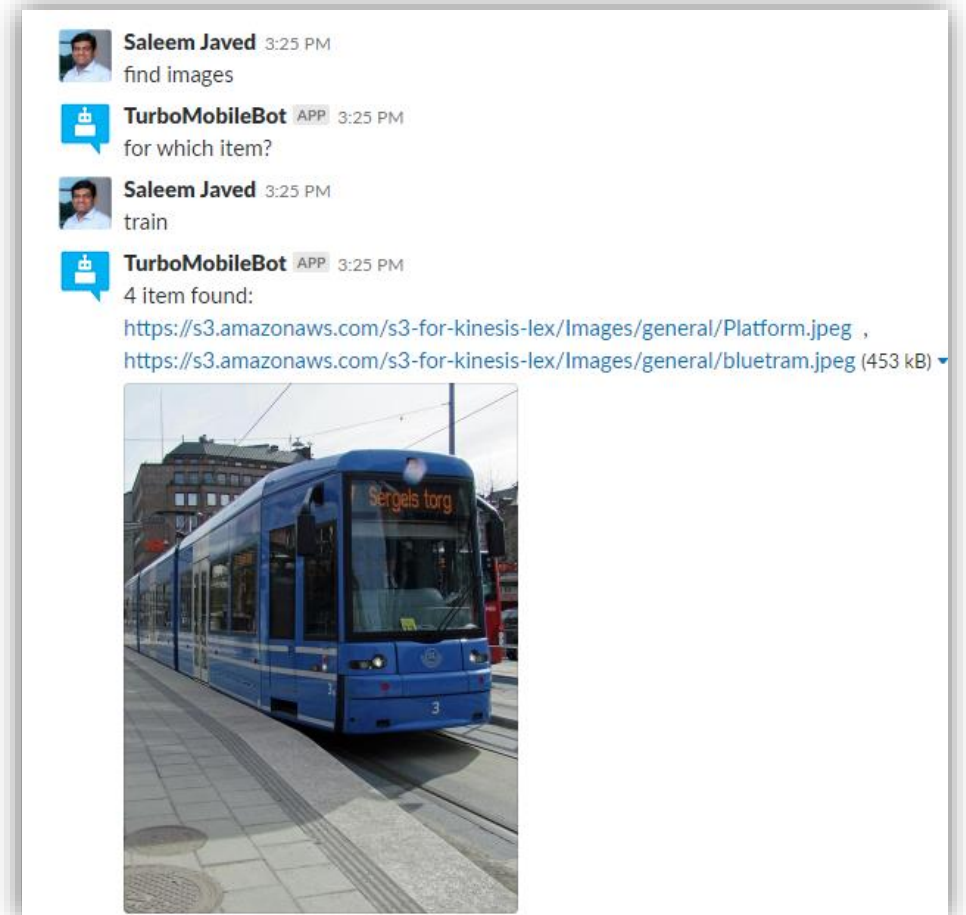 Saleem Javed 3:25 PM
find images
TurboMobileBot APP 3:25 PM
for which item?
Saleem Javed 3:25 PM
train
TurboMobileBot APP 3:25 PM
4 item found:
https://s3.amazonaws.com/s3-for-kinesis-lex/Images/general/Platform.jpeg ,
https://s3.amazonaws.com/s3-for-kinesis-lex/Images/general/bluetram.jpeg (453 kB)
Sergels torg
3